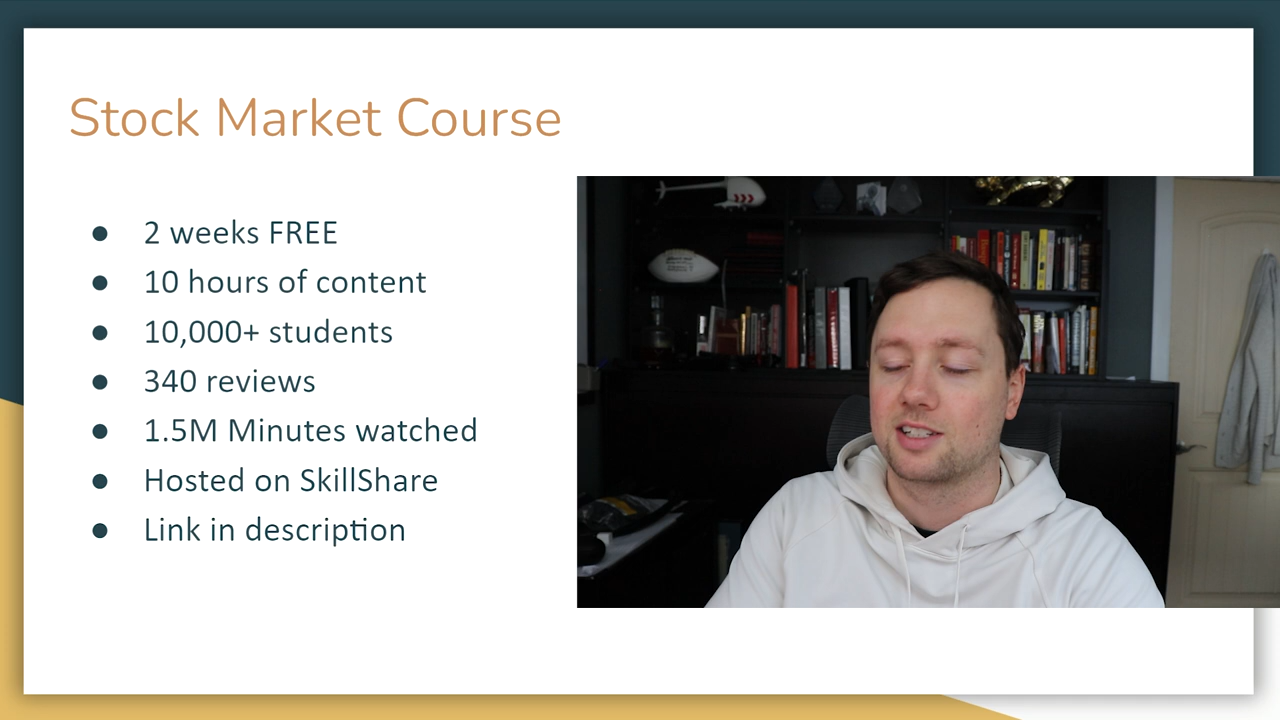 Stock Market Course
● 2 weeks FREE
● 10 hours of content
● 10,000+ students
● 340 reviews
● 1.5M Minutes watched
● Hosted on SkillShare
● Link in description